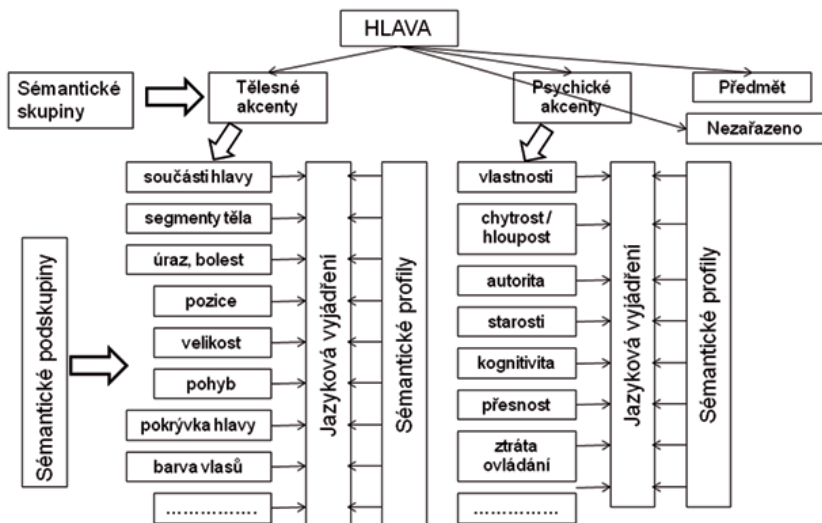 HLAVA
Sémantické
skupiny
Tělesné
akcenty
Psychické
akcenty
Předmět
Nezařazeno
Sémantické podskupiny
součásti hlavy
segmenty těla
úraz, bolest
pozice
velikost
pohyb
pokrývka hlavy
barva vlasů
................
Jazyková vyjádření
Sémantické profily
vlastnosti
chytrost /
hloupost
autorita
starosti
kognitivita
přesnost
ztráta
ovládání
...............
Jazyková vyjádření
Sémantické profily